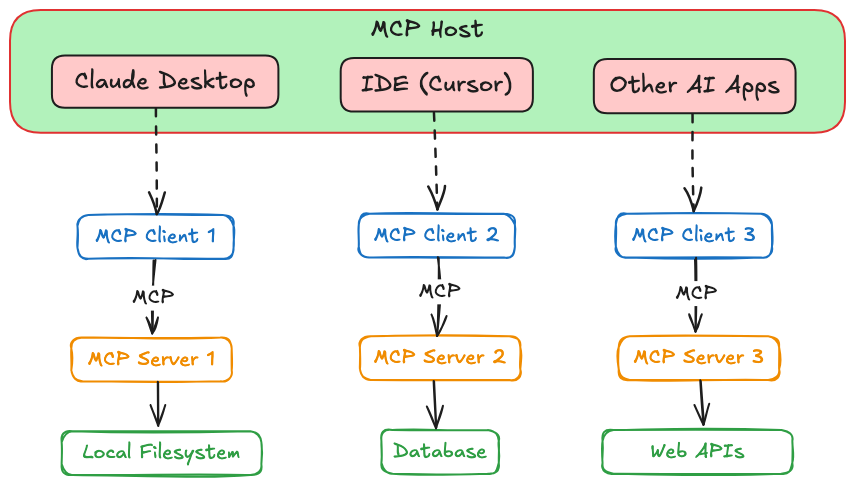 MCP Host
Claude Desktop
IDE (Cursor)
Other AI Apps
MCP Client 1
MCP Client 2
MCP Client 3
MCP
MCP
MCP
MCP Server 1
MCP Server 2
MCP Server 3
Local Filesystem
Database
Web APIs